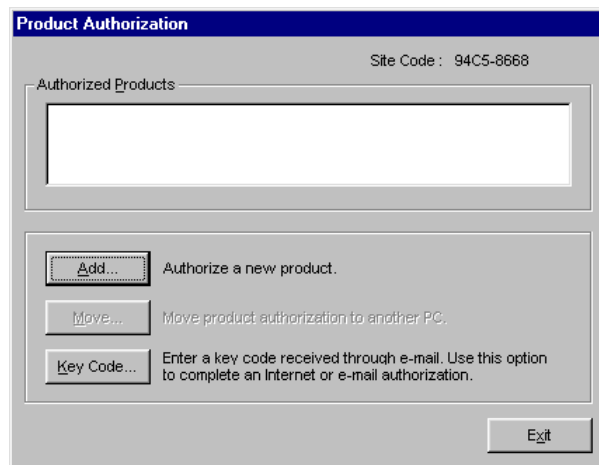 Product Authorization
Site Code : 94C5-8668
Authorized Products
Add...
Authorize a new product.
Move...
Move product authorization to another PC.
Key Code...
Enter a key code received through e-mail. Use this option
to complete an Internet or e-mail authorization.
Exit